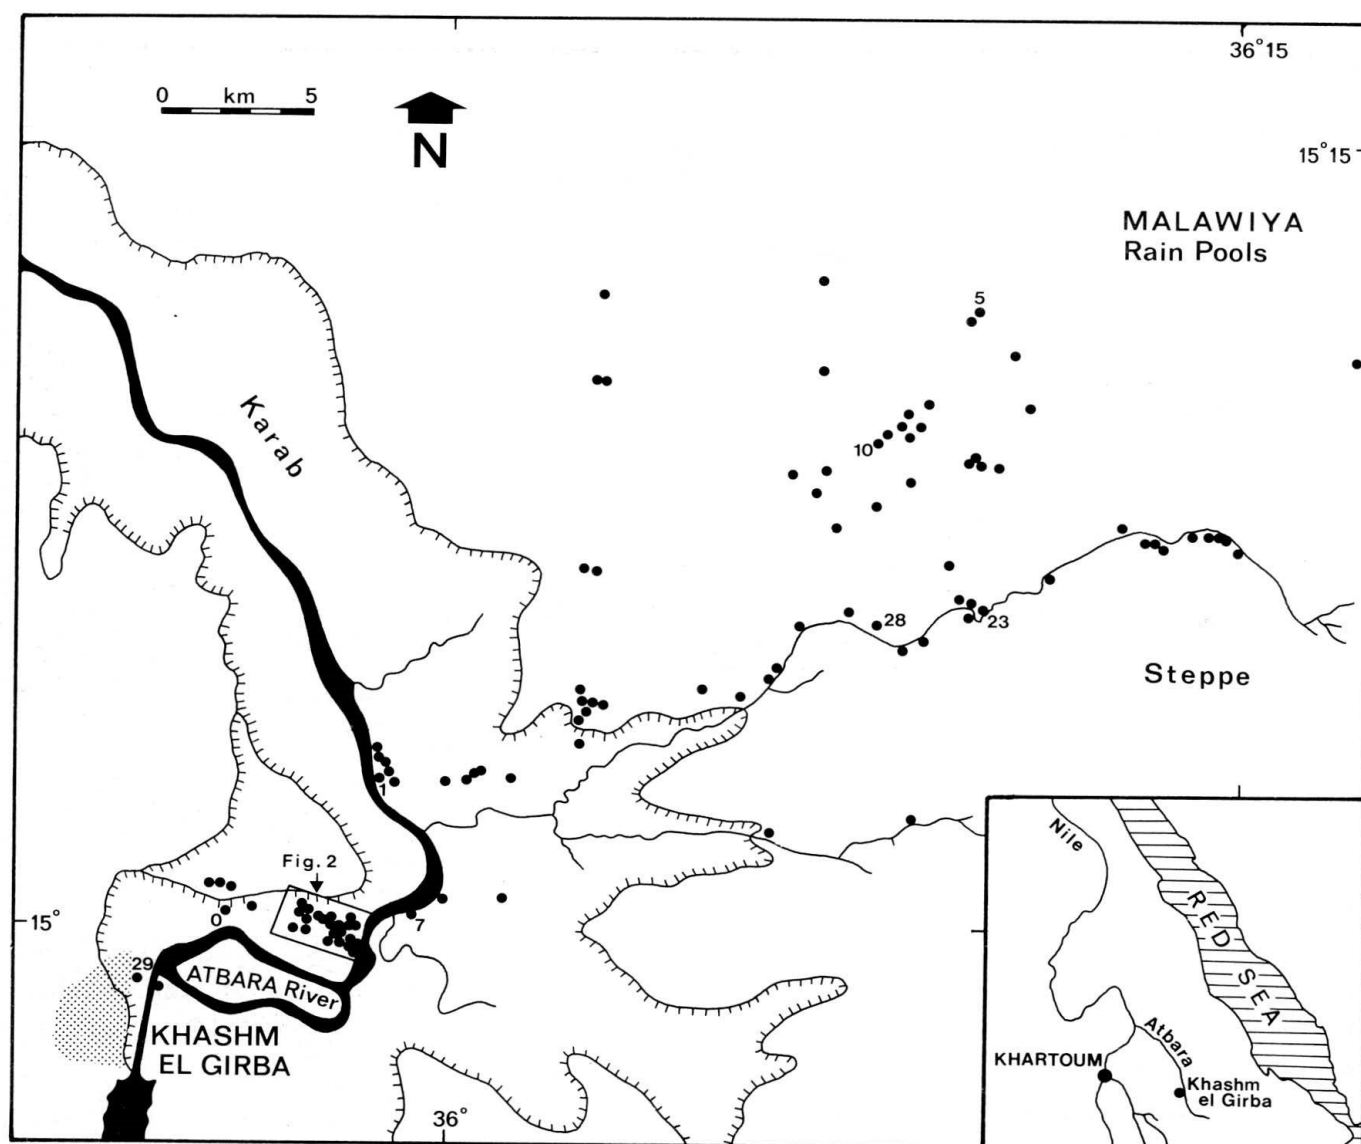 36°15
0 km 5
N
15°15
MALAWIYA
Rain Pools
5
Karab
10
28
23
Steppe
1
Fig. 2
Nile
RED SEA
0
7
15°
29
ATBARA River
KHASHM
EL GIRBA
Atbara
KHARTOUM
Khashm
el Girba
36°